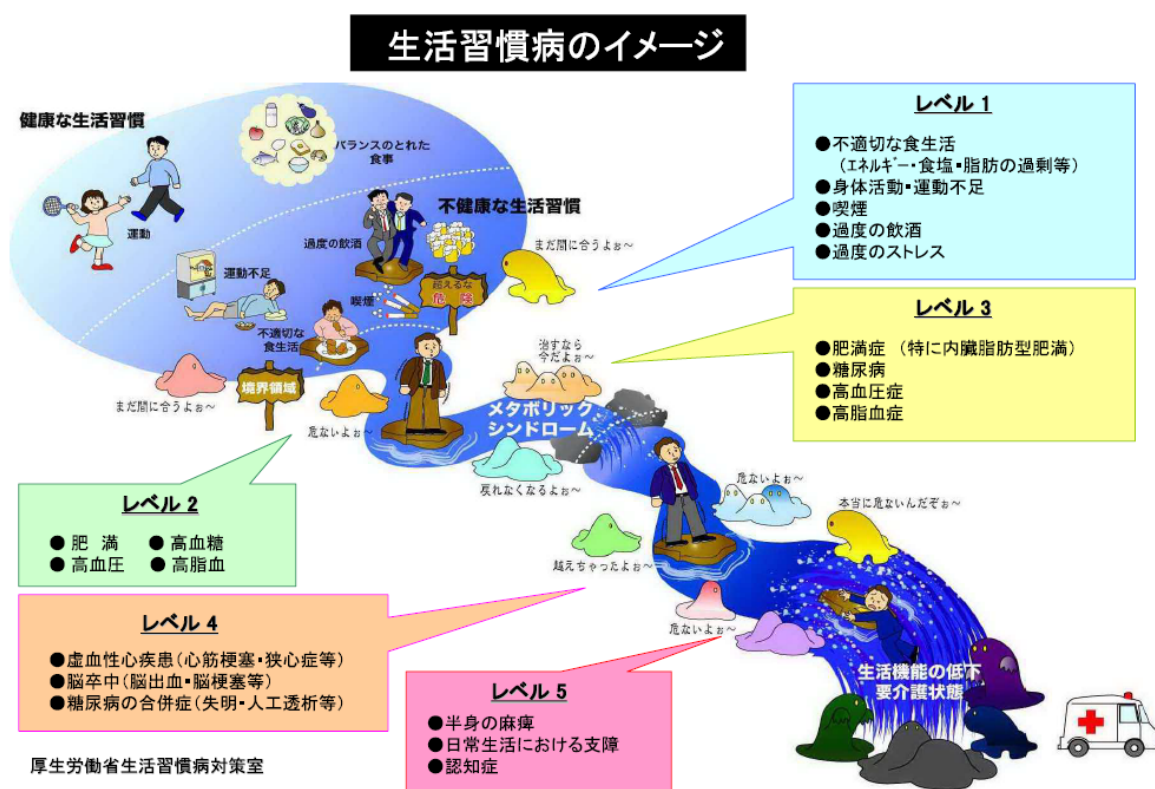 生活習慣病のイメージ
健康な生活習慣
バランスのとれた
食事
運動
不健康な生活習慣
過度の飲酒
まだ間に合うよぉ~
運動不足
喫煙
超えるな
危険
不適切な
食生活
治すなら
今だよぉ~
まだ間に合うよぉ~
境界領域
危ないよぉ~
メタボリック
シンドローム
戻れなくなるよぉ~
危ないよぉ~
本当に危ないんだぞぉ~
越えちゃったよぉ~
危ないよぉ~
生活機能の低下
要介護状態
レベル 1
●不適切な食生活
(エネルギー・食塩・脂肪の過剰等)
●身体活動・運動不足
●喫煙
●過度の飲酒
●過度のストレス
レベル 2
● 肥 満 ● 高血糖
● 高血圧 ● 高脂血
レベル 3
●肥満症 (特に内臓脂肪型肥満)
●糖尿病
●高血圧症
●高脂血症
レベル 4
●虚血性心疾患(心筋梗塞・狭心症等)
●脳卒中(脳出血・脳梗塞等)
●糖尿病の合併症(失明・人工透析等)
レベル 5
●半身の麻痺
●日常生活における支障
●認知症
厚生労働省生活習慣病対策室